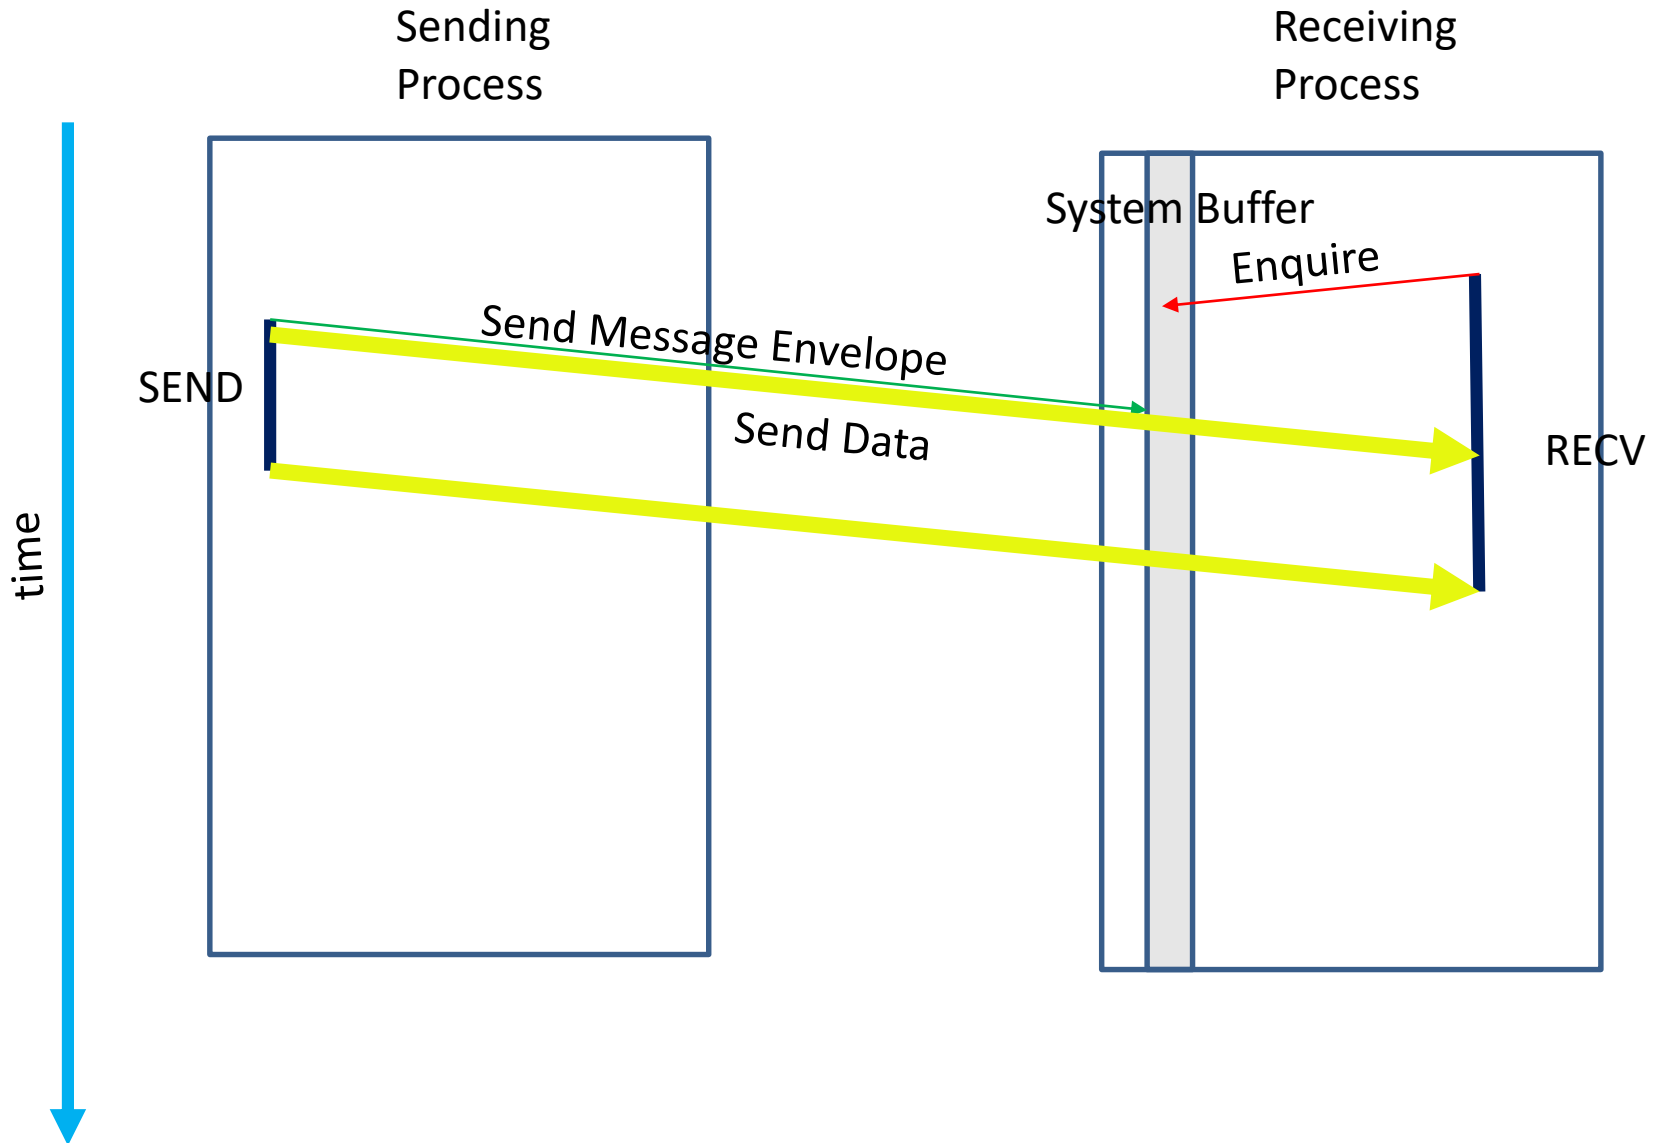 Sending
Process
Receiving
Process
System Buffer
Enquire
Send Message Envelope
SEND
Send Data
RECV
time